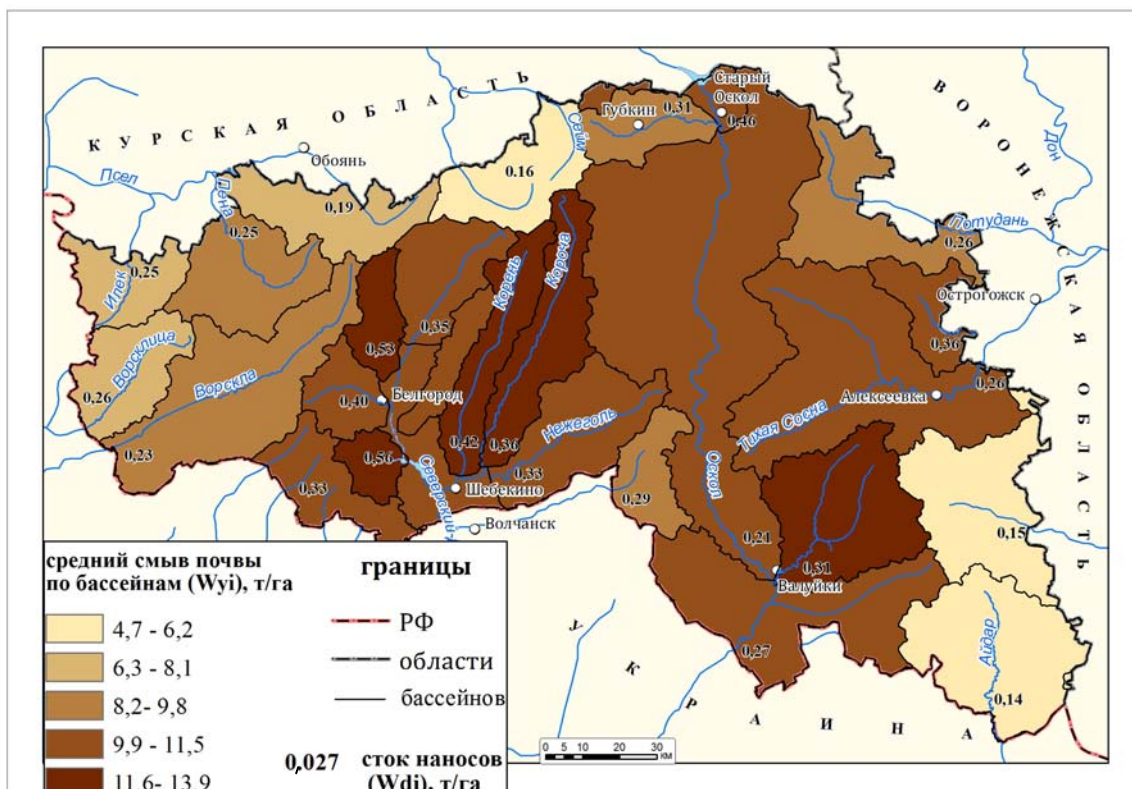 КУРСКАЯ ОБЛАСТЬ
ВОРОНЕЖСКАЯ ОБЛАСТЬ
Старый
Оскол
Губкин
0,31
0,46
Сейм
Дон
Обоянь
Псел
Пена
0.16
0,19
0,25
Потудань
0,26
0,25
Илек
Корень
Короча
Острогожск
Ворсклица
0,35
0,53
0,36
Ворскла
0,26
Белгород
0,40
0,26
Алексеевка
Нежеголь
Тихая Сосна
0,23
0,42
0,36
0,33
0,56
Оскол
0,33
Северский
Шебекино
0,29
Волчанск
0,15
0,21
0,31
Валуйки
Айдар
0,27
0,14
УКРАИНА
0 5 10 20 30
КМ
средний смыв почвы
по бассейнам (Wyi), т/га
4,7 - 6,2
6,3 - 8,1
8,2- 9,8
9,9 - 11,5
11,6- 13,9
границы
РФ
области
бассейнов
0,027 сток наносов
(Wdi), т/га